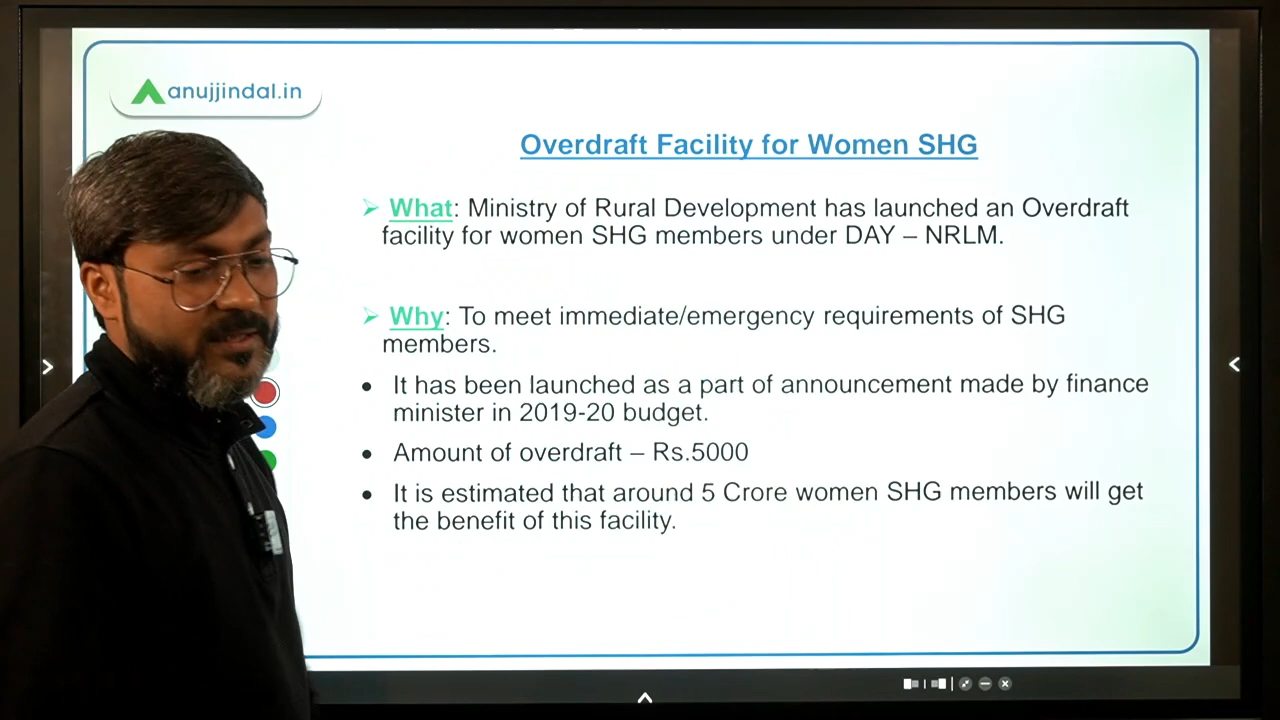 anujjindal.in
Overdraft Facility for Women SHG
What: Ministry of Rural Development has launched an Overdraft
facility for women SHG members under DAY – NRLM.
Why: To meet immediate/emergency requirements of SHG
members.
It has been launched as a part of announcement made by finance
minister in 2019-20 budget.
Amount of overdraft – Rs.5000
It is estimated that around 5 Crore women SHG members will get
the benefit of this facility.